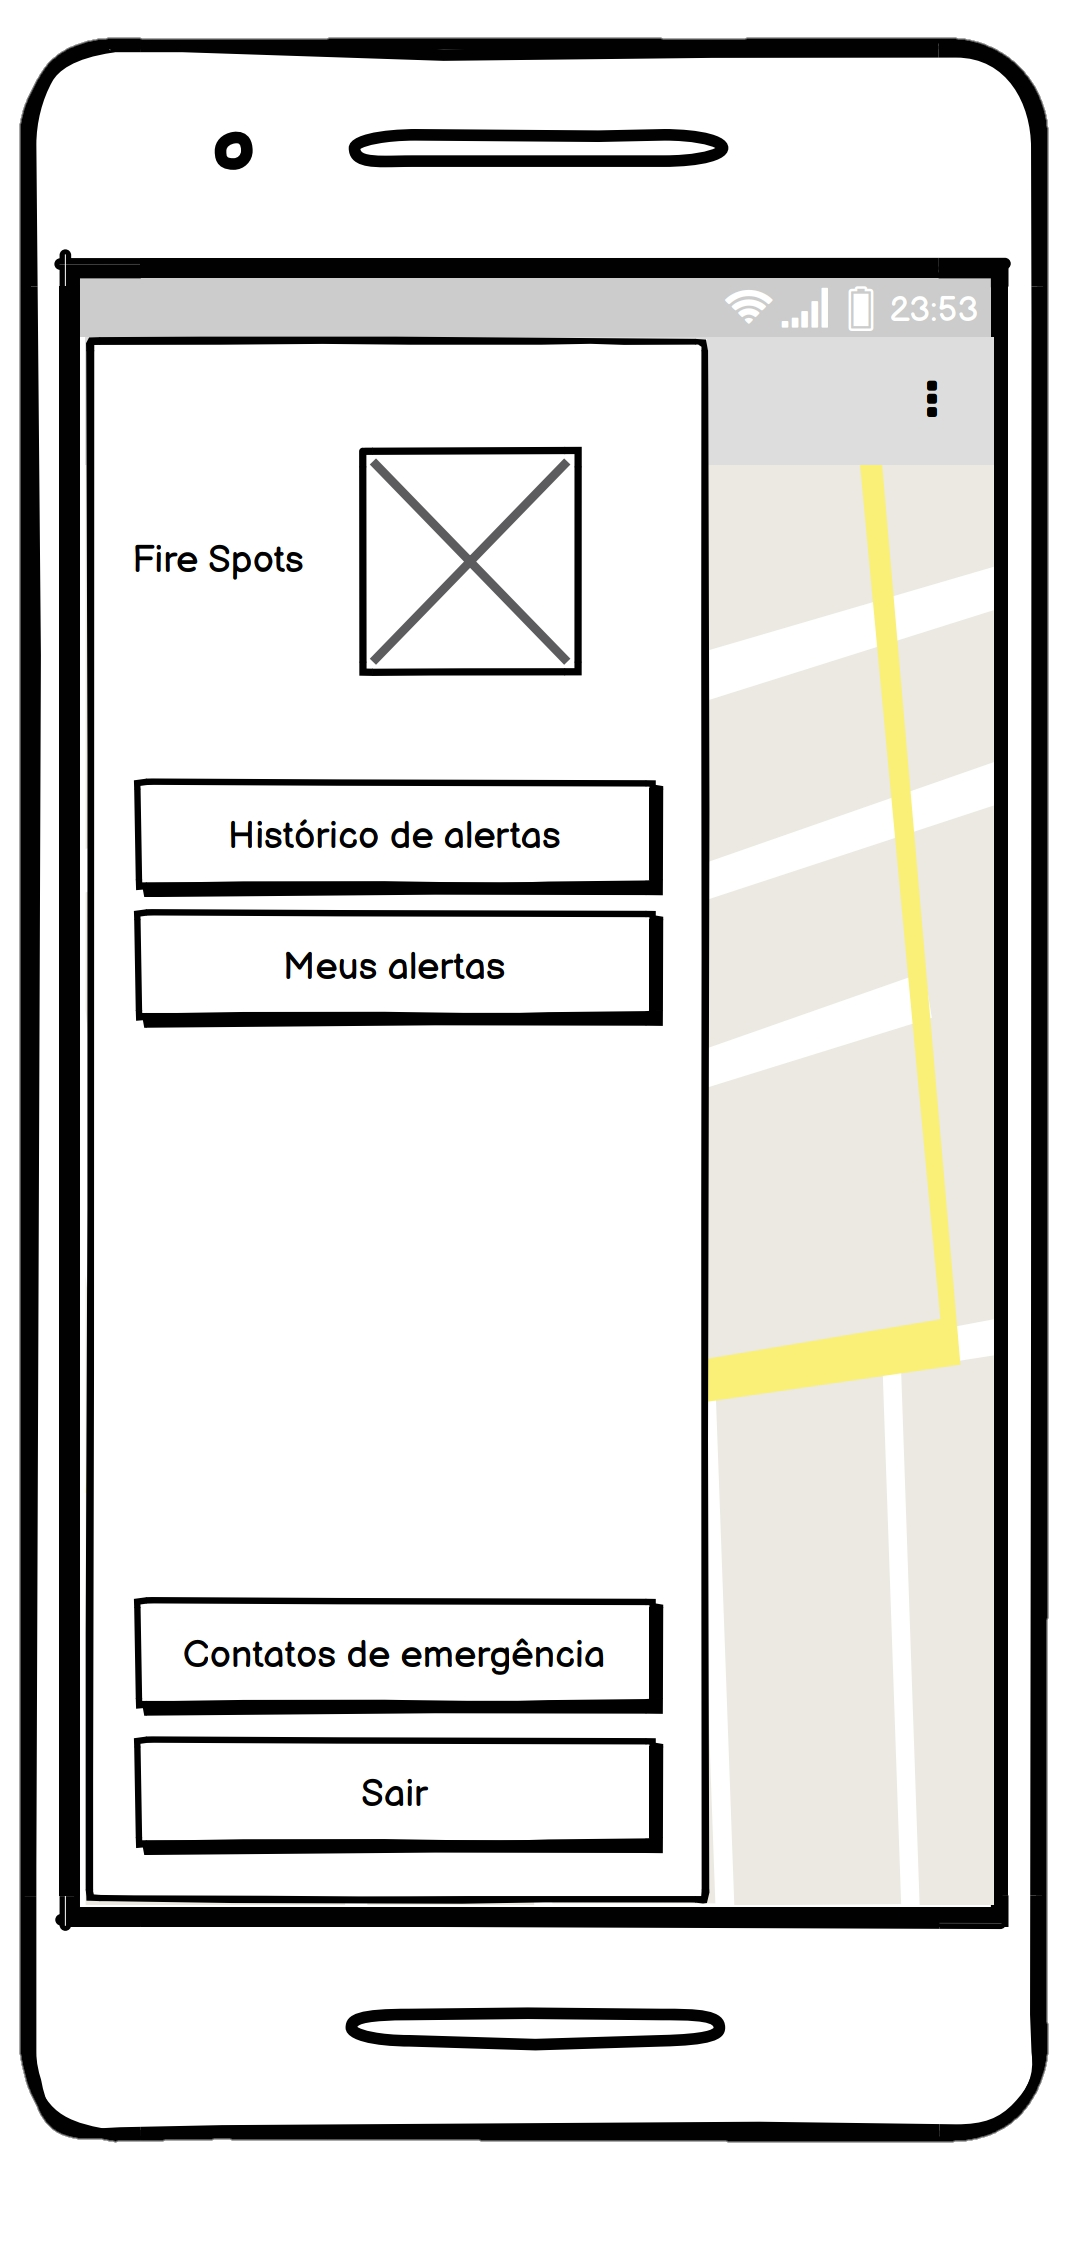 23:53
Fire Spots
Histórico de alertas
Meus alertas
Contatos de emergência
Sair